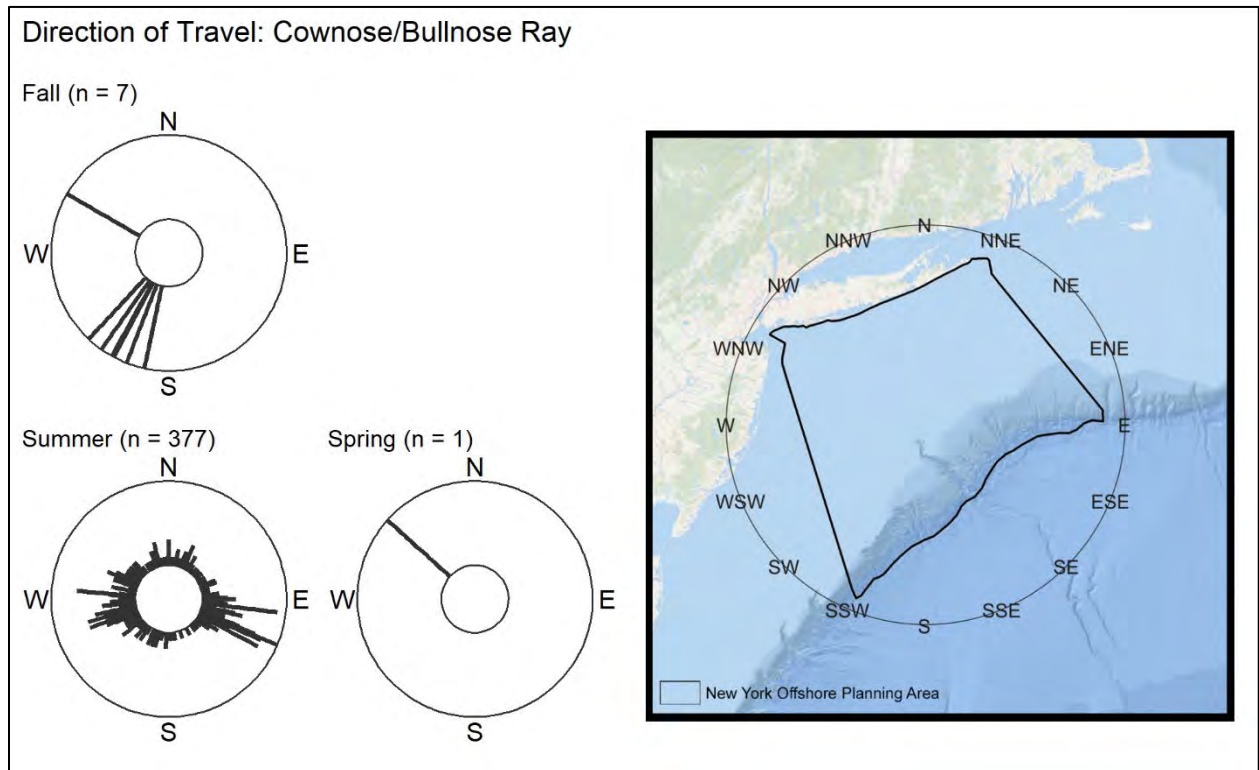 Direction of Travel: Cownose/Bullnose Ray
Fall (n = 7)
N
W
E
S
Summer (n = 377)
N
W
E
S
Spring (n = 1)
N
W
E
S
N
NNW
NNE
NW
NE
WNW
ENE
W
E
WSW
ESE
SW
SE
SSW
SSE
S
New York Offshore Planning Area